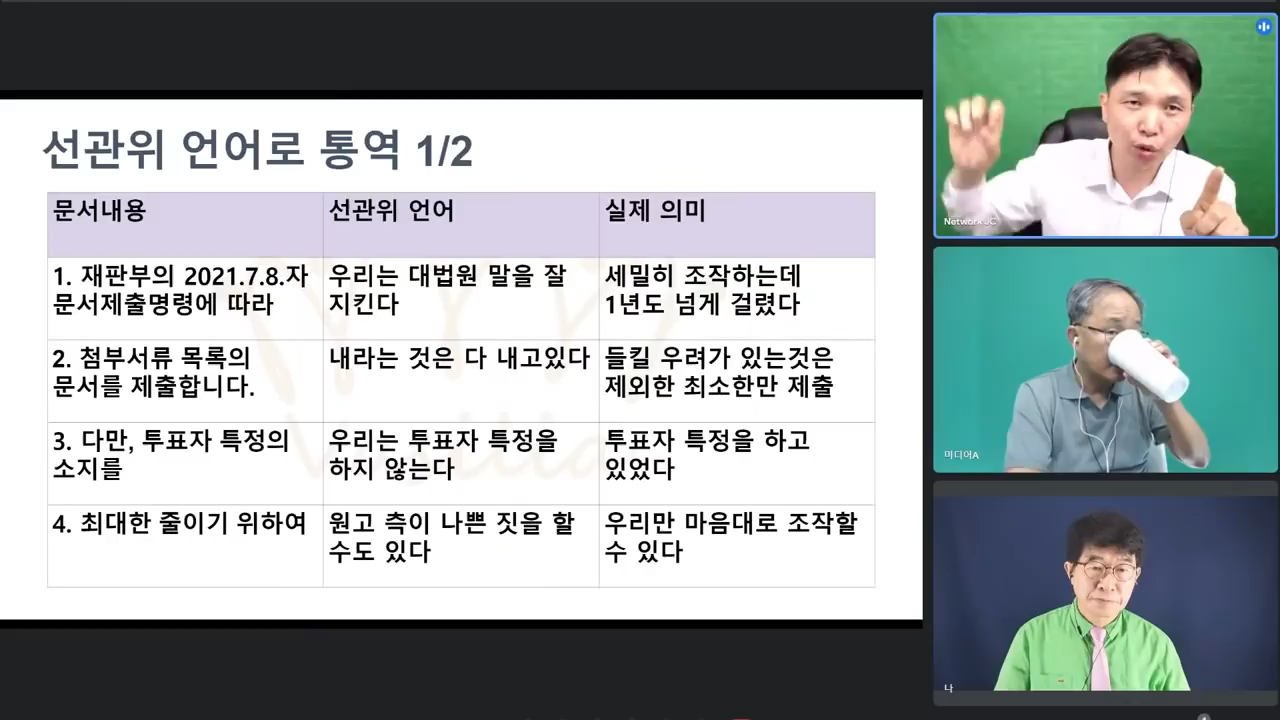 선관위 언어로 통역 1/2
문서내용
선관위 언어
실제 의미
1. 재판부의 2021.7.8.자
문서제출명령에 따라
우리는 대법원 말을 잘
지킨다
세밀히 조작하는데
1년도 넘게 걸렸다
2. 첨부서류 목록의
문서를 제출합니다.
내라는 것은 다 내고있다
들킬 우려가 있는것은
제외한 최소한만 제출
3. 다만, 투표자 특정의
소지를
우리는 투표자 특정을
하지 않는다
투표자 특정을 하고
있었다
4. 최대한 줄이기 위하여
원고 측이 나쁜 짓을 할
수도 있다
우리만 마음대로 조작할
수 있다
Network JC
미디어A
나